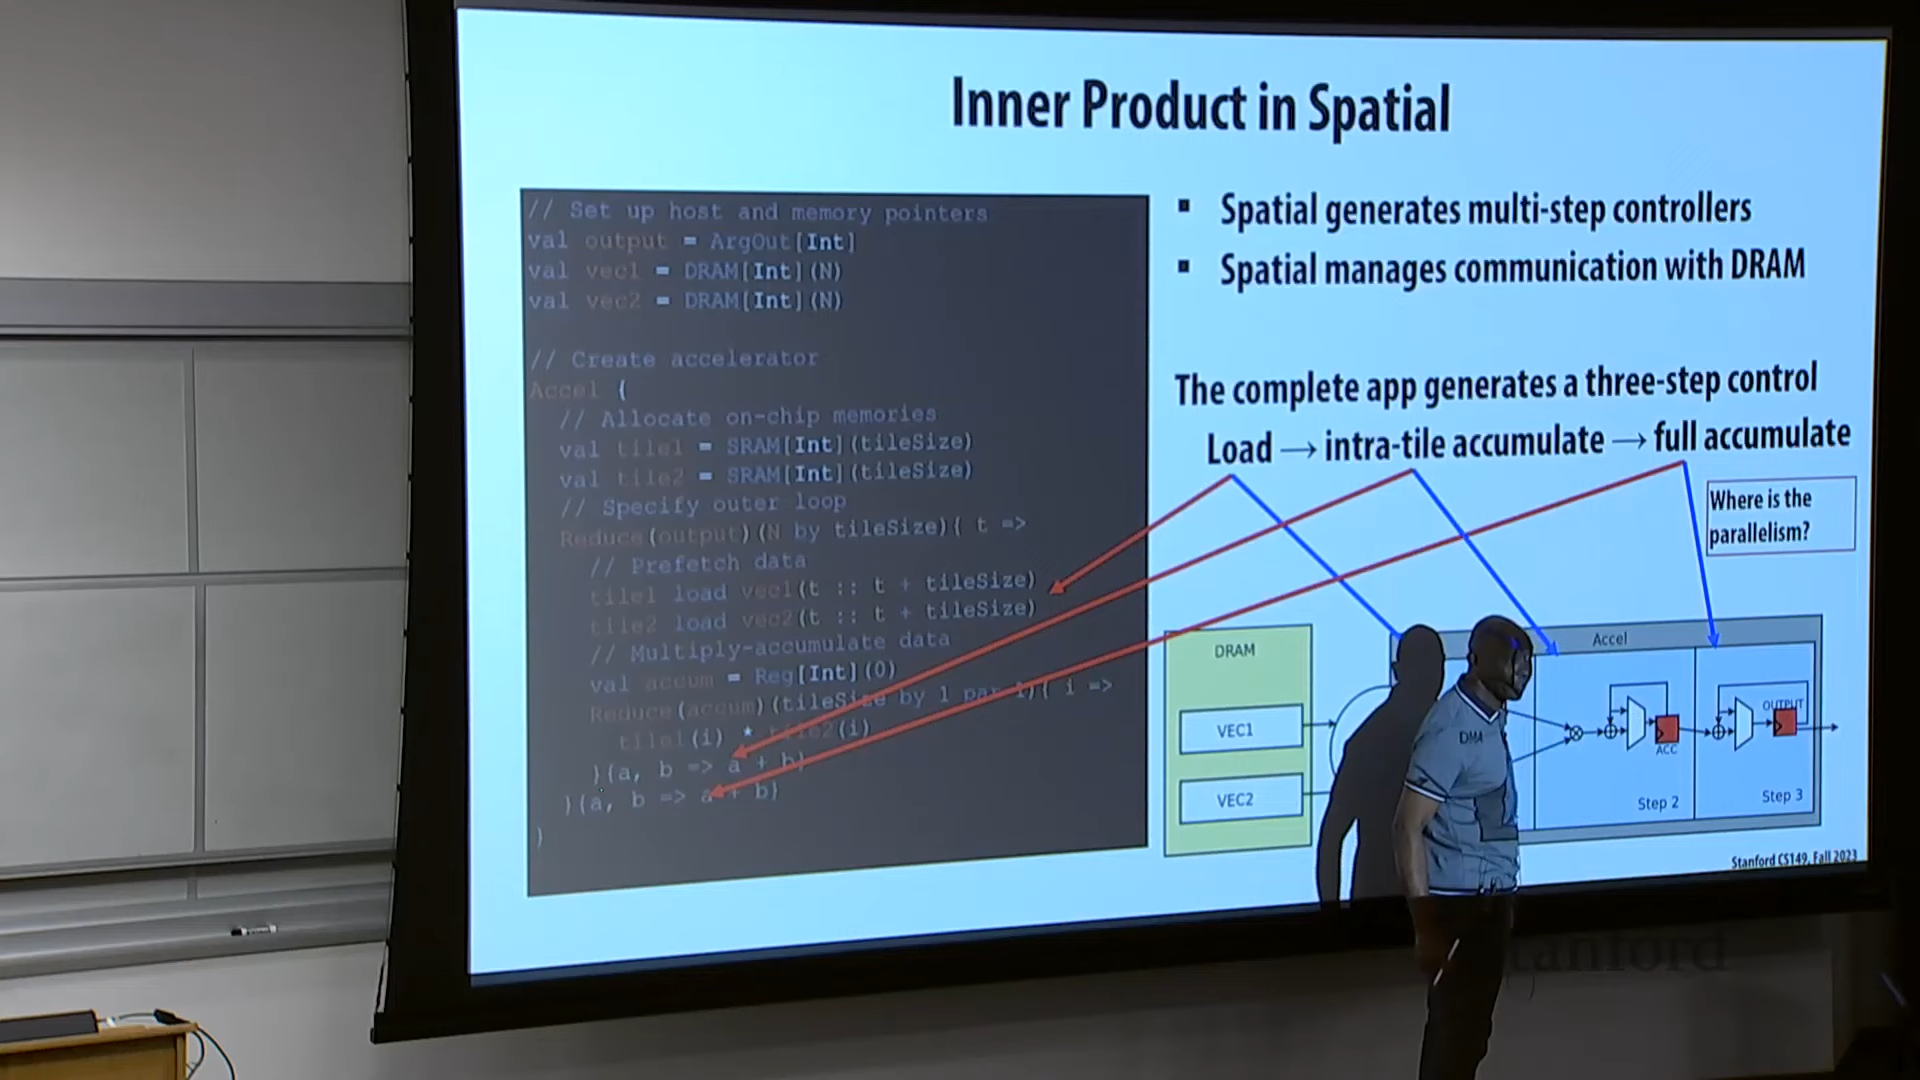 Inner Product in Spatial
// Set up host and memory pointers
val output = ArgOut[Int]
val vec1 = DRAM[Int](N)
val vec2 = DRAM[Int](N)
// Create accelerator
Accel {
// Allocate on-chip memories
val tile1 = SRAM[Int](tileSize)
val tile2 = SRAM[Int](tileSize)
// Specify outer loop
Reduce(output)(N by tileSize){ t =>
// Prefetch data
tile1 load vec1(t :: t + tileSize)
tile2 load vec2(t :: t + tileSize)
// Multiply-accumulate data
val accum = Reg[Int](0)
Reduce(accum)(tileSize by 1 par 1){ i =>
tile1(i) * tile2(i)
}{a, b => a + b}
}{a, b => a + b}
}
▪ Spatial generates multi-step controllers
▪ Spatial manages communication with DRAM
The complete app generates a three-step control
Load → intra-tile accumulate → full accumulate
Where is the
parallelism?
DRAM
VEC1
VEC2
Accel
DMA
ACC
Step 2
OUTPUT
Step 3
Stanford CS149, Fall 2023
Stanford